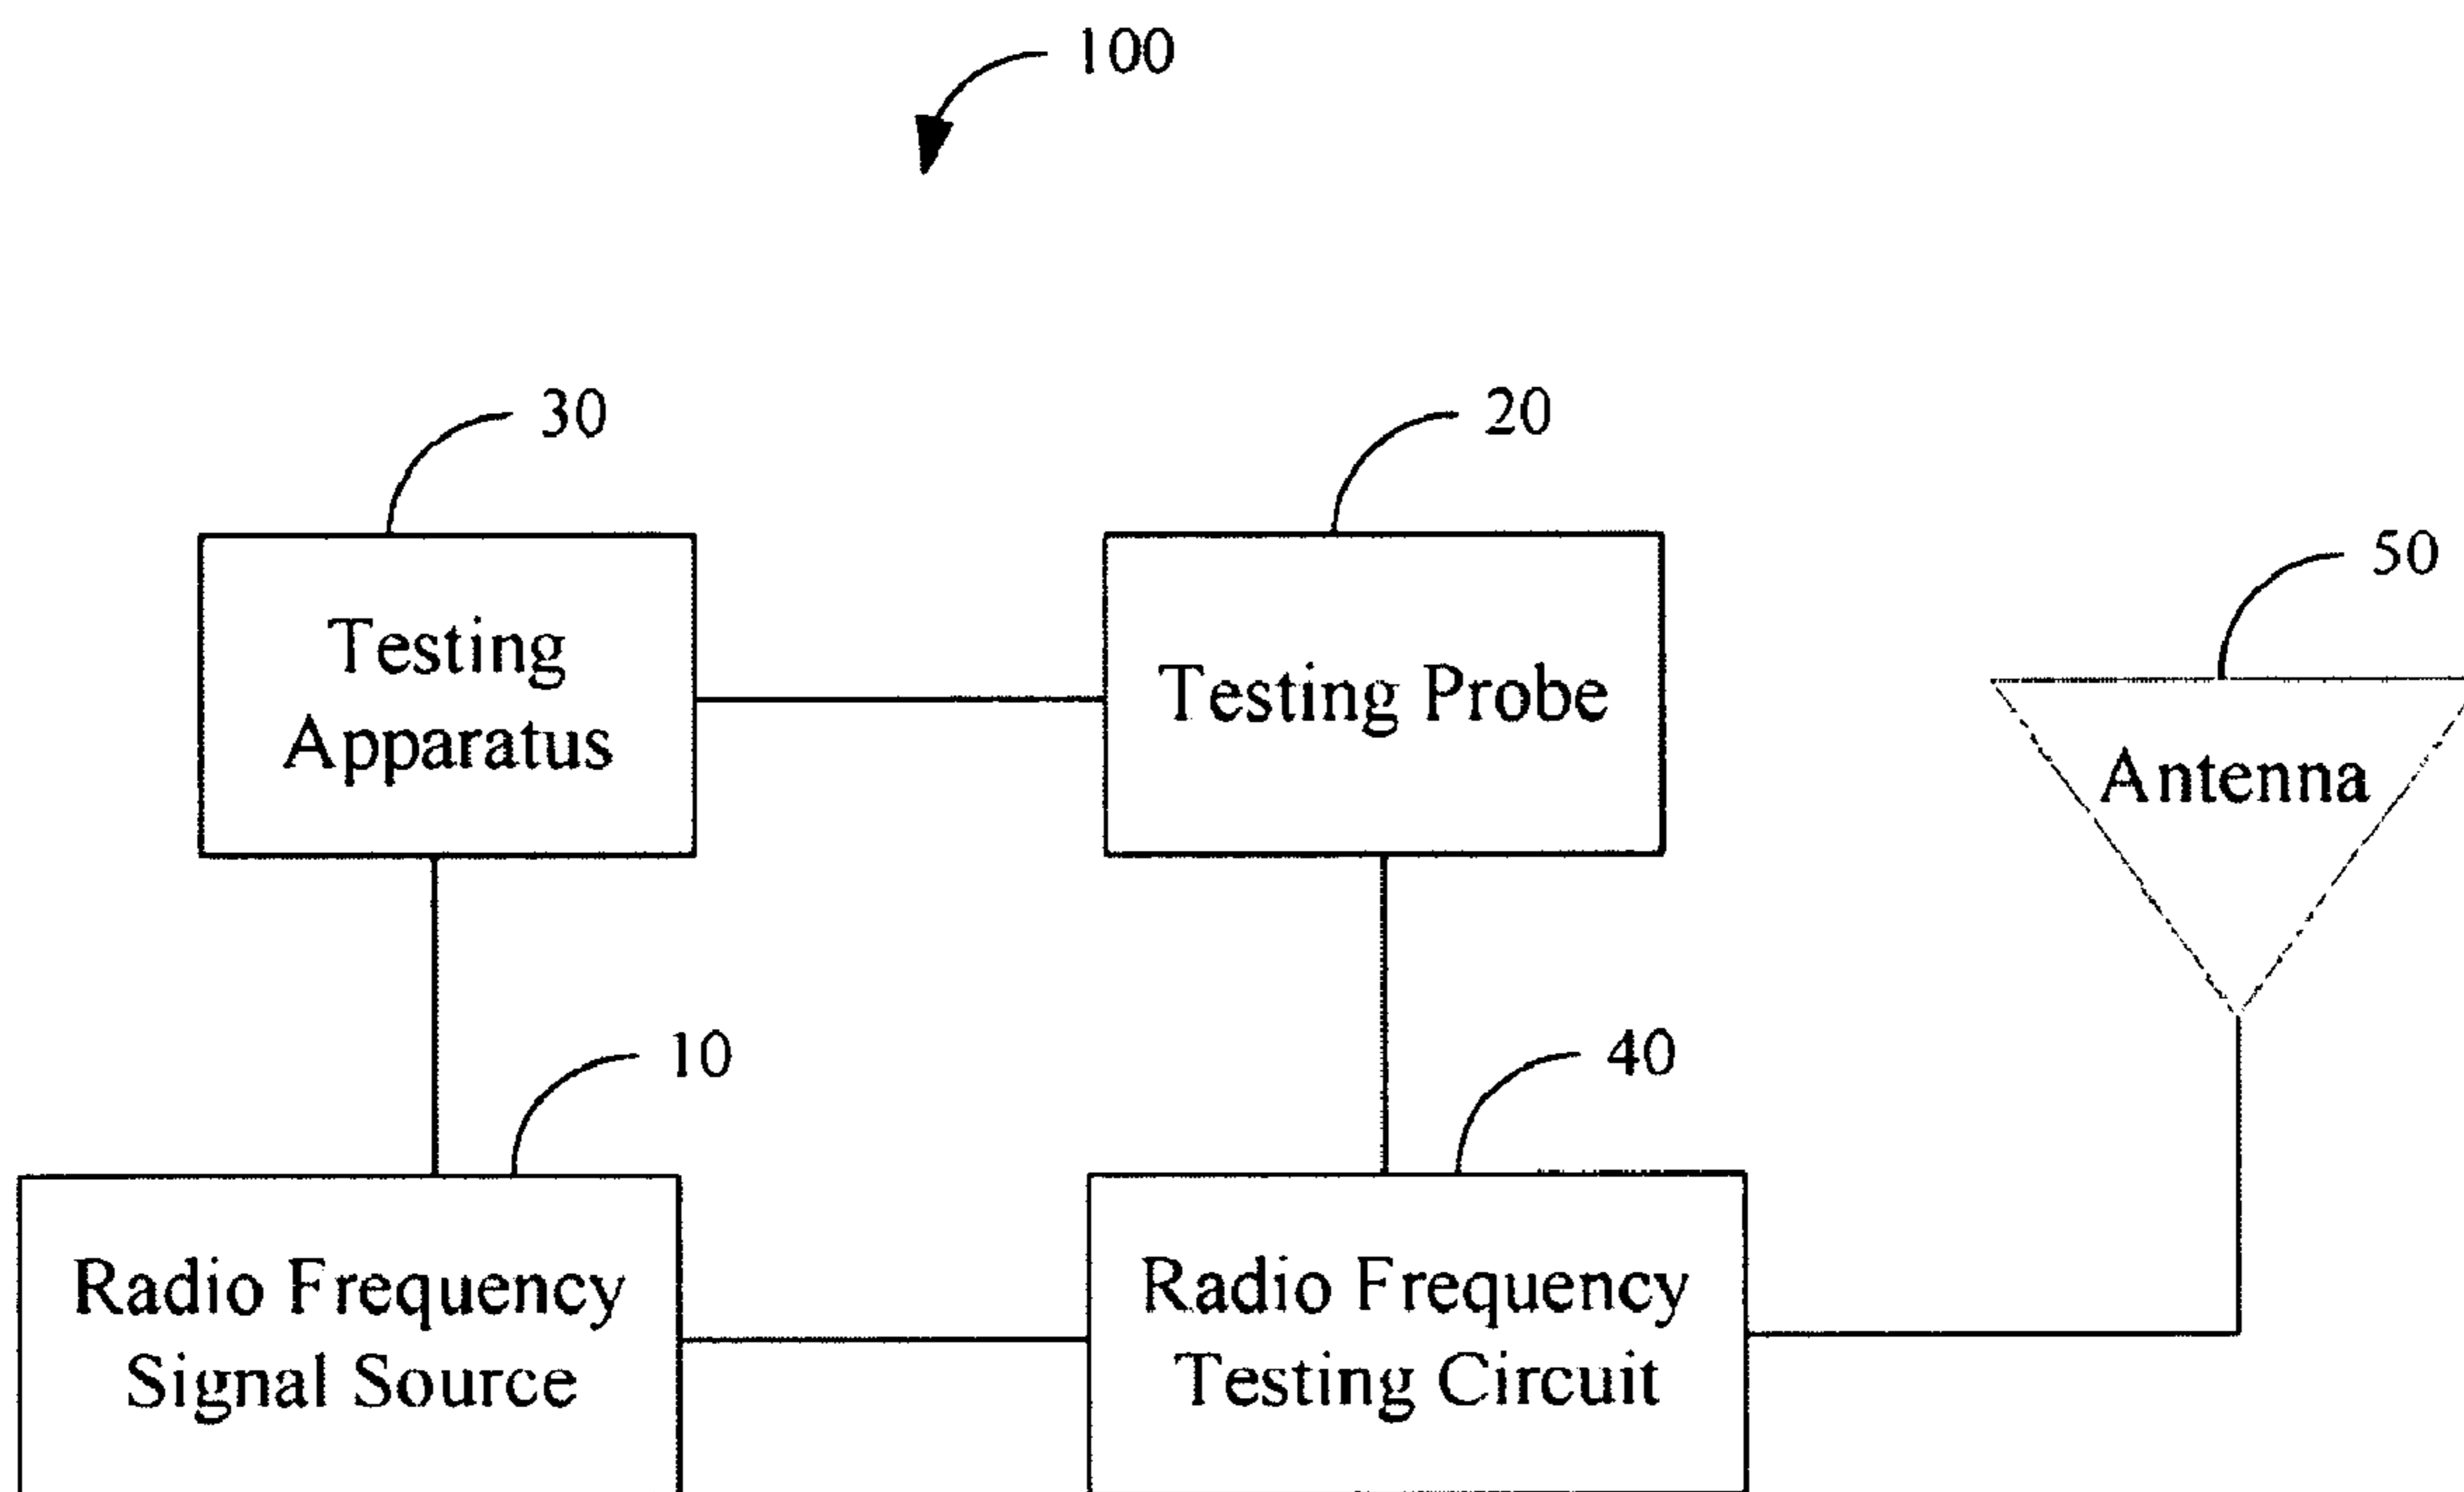 100
30
20
50
Testing
Apparatus
Testing Probe
Antenna
10
40
Radio Frequency
Signal Source
Radio Frequency
Testing Circuit